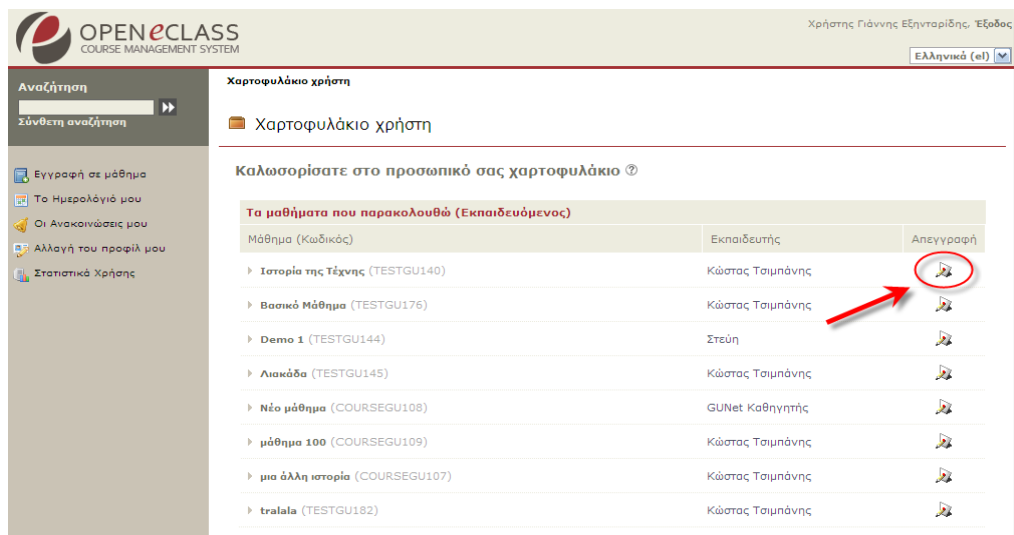 OPEN eCLASS
COURSE MANAGEMENT SYSTEM
Χρήστης Γιάννης Εξηνταρίδης, Έξοδος
Ελληνικά (el)
Αναζήτηση
Σύνθετη αναζήτηση
Εγγραφή σε μάθημα
Το Ημερολόγιό μου
Οι Ανακοινώσεις μου
Αλλαγή του προφίλ μου
Στατιστικά Χρήσης
Χαρτοφυλάκιο χρήστη
Χαρτοφυλάκιο χρήστη
Καλωσορίσατε στο προσωπικό σας χαρτοφυλάκιο ?
Τα μαθήματα που παρακολουθώ (Εκπαιδευόμενος)
Μάθημα (Κωδικός) Εκπαιδευτής Απεγγραφή
Ιστορία της Τέχνης (TESTGU140) Κώστας Τσιμπάνης
Βασικό Μάθημα (TESTGU176) Κώστας Τσιμπάνης
Demo 1 (TESTGU144) Στεύη
Λιακάδα (TESTGU145) Κώστας Τσιμπάνης
Νέο μάθημα (COURSEGU108) GUNet Καθηγητής
μάθημα 100 (COURSEGU109) Κώστας Τσιμπάνης
μια άλλη ιστορία (COURSEGU107) Κώστας Τσιμπάνης
tralala (TESTGU182) Κώστας Τσιμπάνης